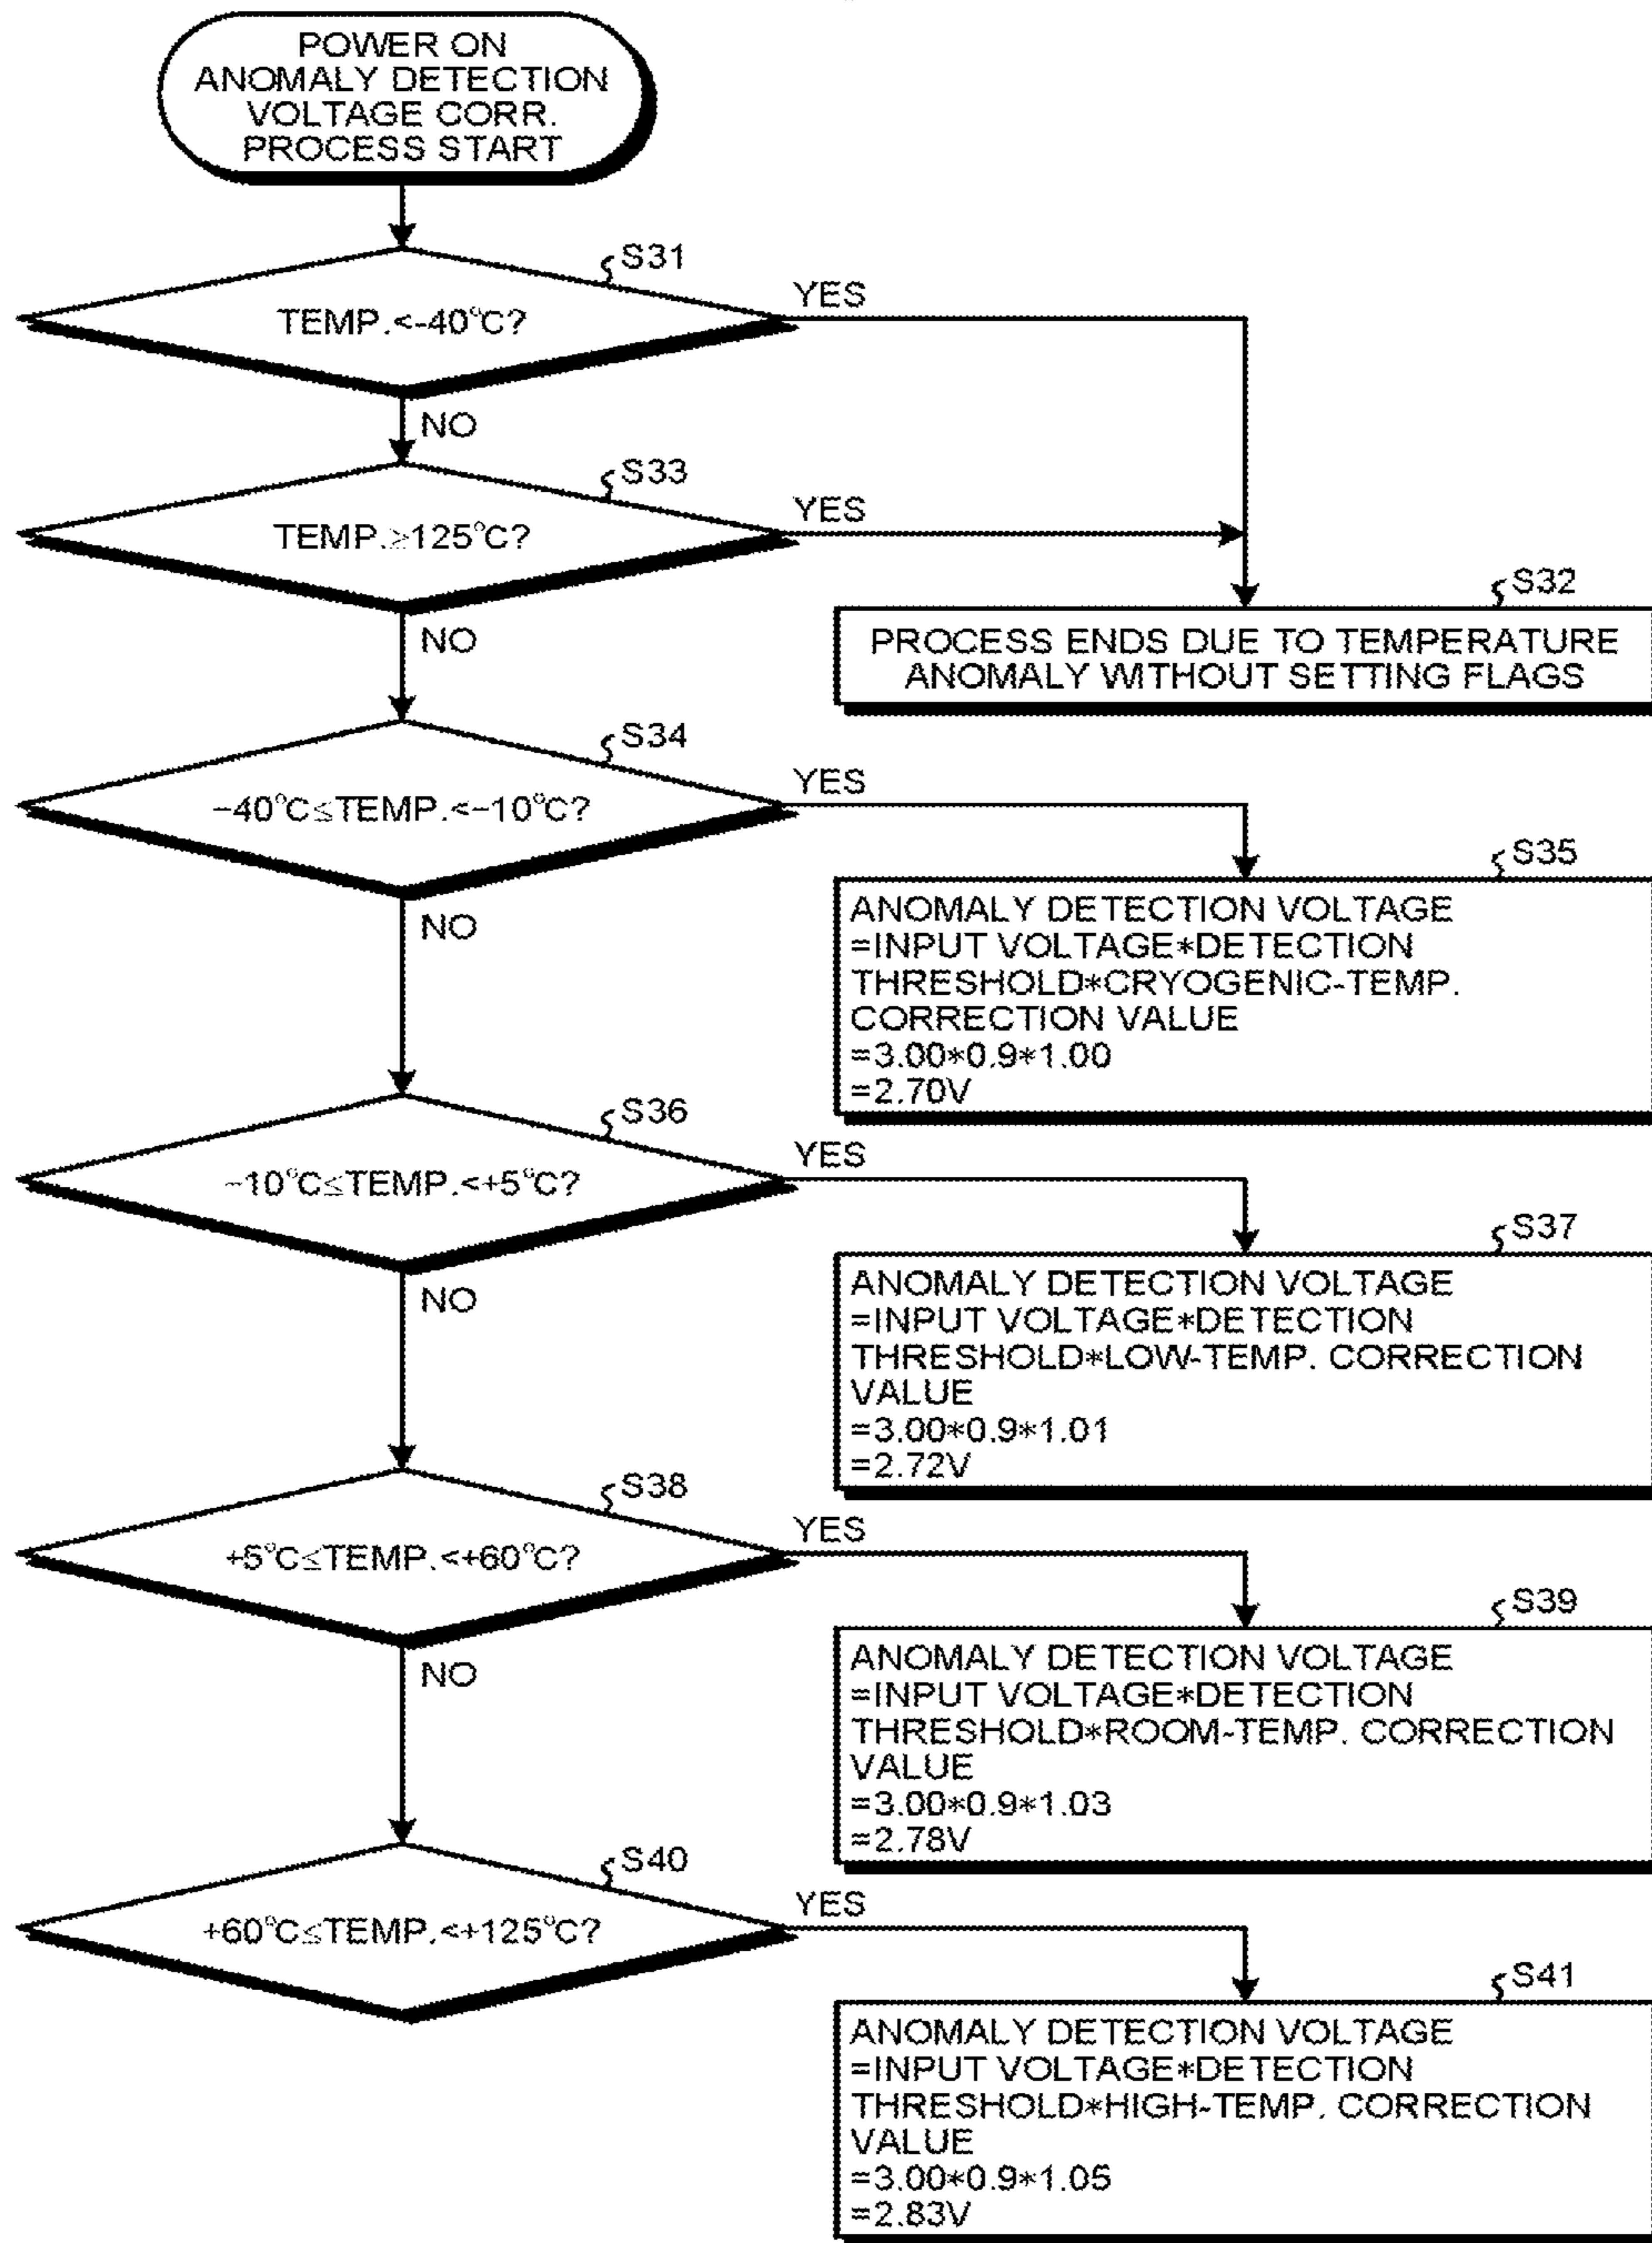 POWER ON
ANOMALY DETECTION
VOLTAGE CORR.
PROCESS START
S31
TEMP.<-40°C?
YES
NO
S33
TEMP.≥125°C?
YES
NO
S32
PROCESS ENDS DUE TO TEMPERATURE
ANOMALY WITHOUT SETTING FLAGS
S34
−40°C≤TEMP.<−10°C?
YES
NO
S35
ANOMALY DETECTION VOLTAGE
=INPUT VOLTAGE*DETECTION
THRESHOLD*CRYOGENIC-TEMP.
CORRECTION VALUE
=3.00*0.9*1.00
=2.70V
S36
−10°C≤TEMP.<+5°C?
YES
NO
S37
ANOMALY DETECTION VOLTAGE
=INPUT VOLTAGE*DETECTION
THRESHOLD*LOW-TEMP. CORRECTION
VALUE
=3.00*0.9*1.01
=2.72V
S38
+5°C≤TEMP.<+60°C?
YES
NO
S39
ANOMALY DETECTION VOLTAGE
=INPUT VOLTAGE*DETECTION
THRESHOLD*ROOM-TEMP. CORRECTION
VALUE
=3.00*0.9*1.03
=2.78V
S40
+60°C≤TEMP.<+125°C?
YES
S41
ANOMALY DETECTION VOLTAGE
=INPUT VOLTAGE*DETECTION
THRESHOLD*HIGH-TEMP. CORRECTION
VALUE
=3.00*0.9*1.05
=2.83V